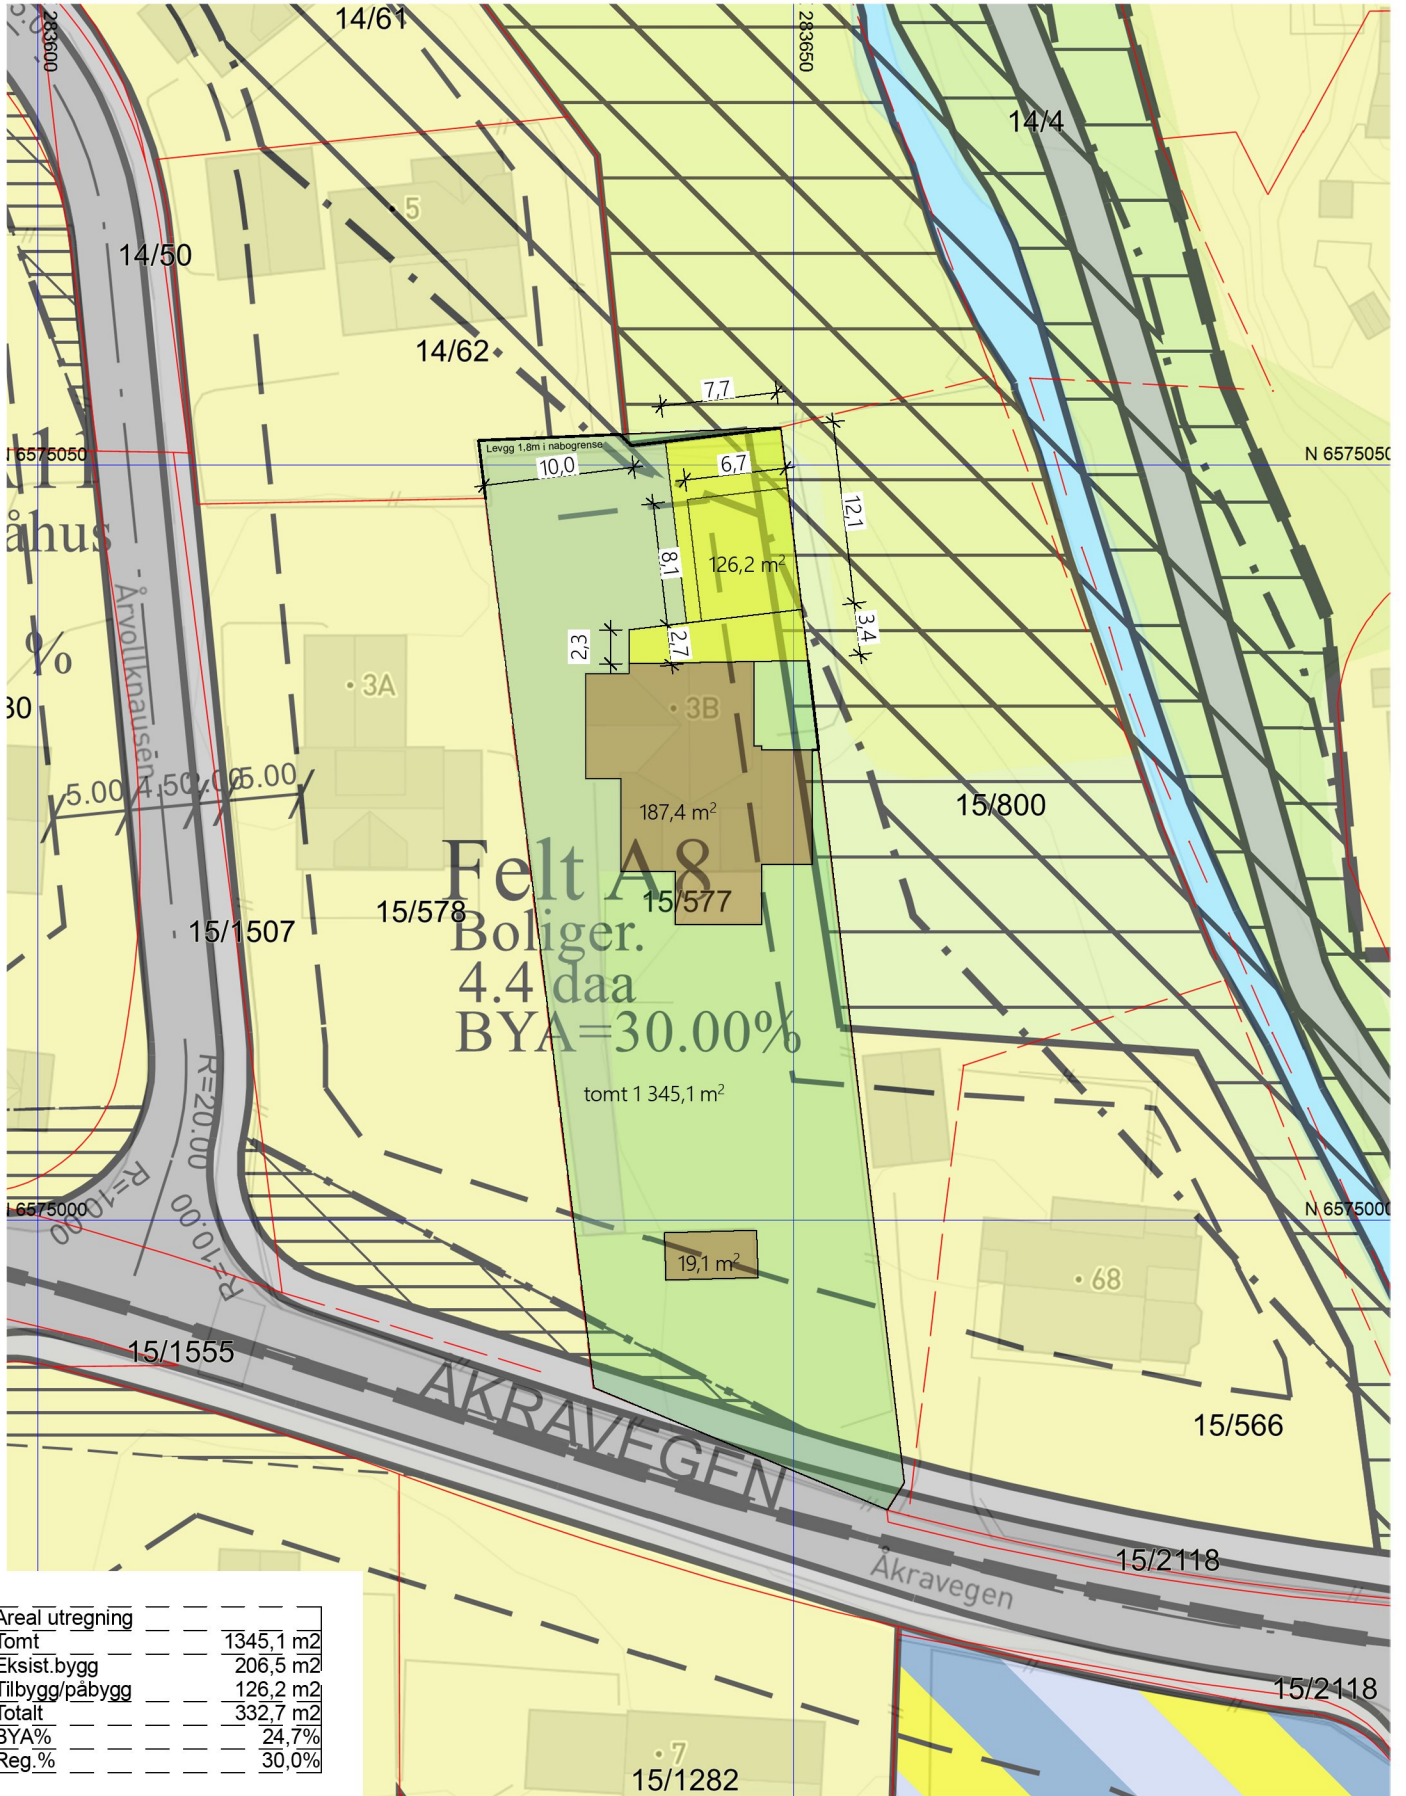 14/61
283600
283650
14/4
5
14/50
14/62
7,7
N 6575050
6575050
Levgg 1,8m i nabogrense
10,0
6,7
12,1
åhus
8,1
126,2 m²
Årvollknausen
2,3
2,7
3,4
%
3A
3B
5.00
4.50
2.00
5.00
187,4 m²
15/800
Felt A8
15/577
15/578
15/1507
Boliger.
4.4 daa
BYA=30.00%
tomt 1 345,1 m²
R=20.00
R=10.00
R=10.00
6575000
N 6575000
19,1 m²
68
15/1555
ÅKRAVEGEN
15/566
15/2118
Åkravegen
15/2118
Areal utregning
Tomt 1345,1 m2
Eksist.bygg 206,5 m2
Tilbygg/påbygg 126,2 m2
Totalt 332,7 m2
BYA% 24,7%
Reg.% 30,0%
7
15/1282